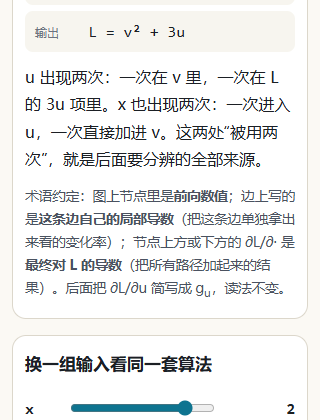 输出 L = v² + 3u
u 出现两次：一次在 v 里，一次在 L
的 3u 项里。x 也出现两次：一次进入
u，一次直接加进 v。这两处“被用两
次”，就是后面要分辨的全部来源。
术语约定：图上节点里是前向数值；边上写的
是这条边自己的局部导数（把这条边单独拿出
来看的变化率）；节点上方或下方的 ∂L/∂· 是
最终对 L 的导数（把所有路径加起来的结
果）。后面把 ∂L/∂u 简写成 gᵤ，读法不变。
换一组输入看同一套算法
x 2